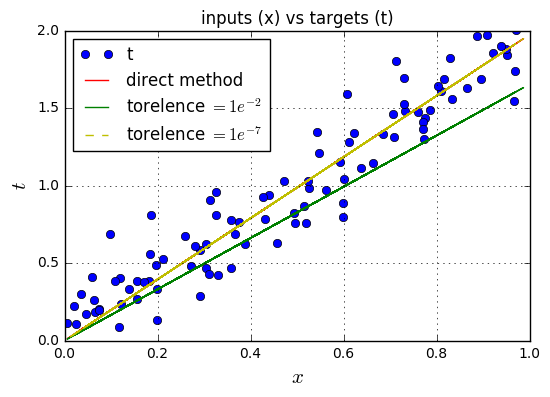 inputs (x) vs targets (t)
2.0
1.5
1.0
0.5
0.0
t
t
direct method
torelence = 1e⁻²
torelence = 1e⁻⁷
0.0 0.2 0.4 0.6 0.8 1.0
x